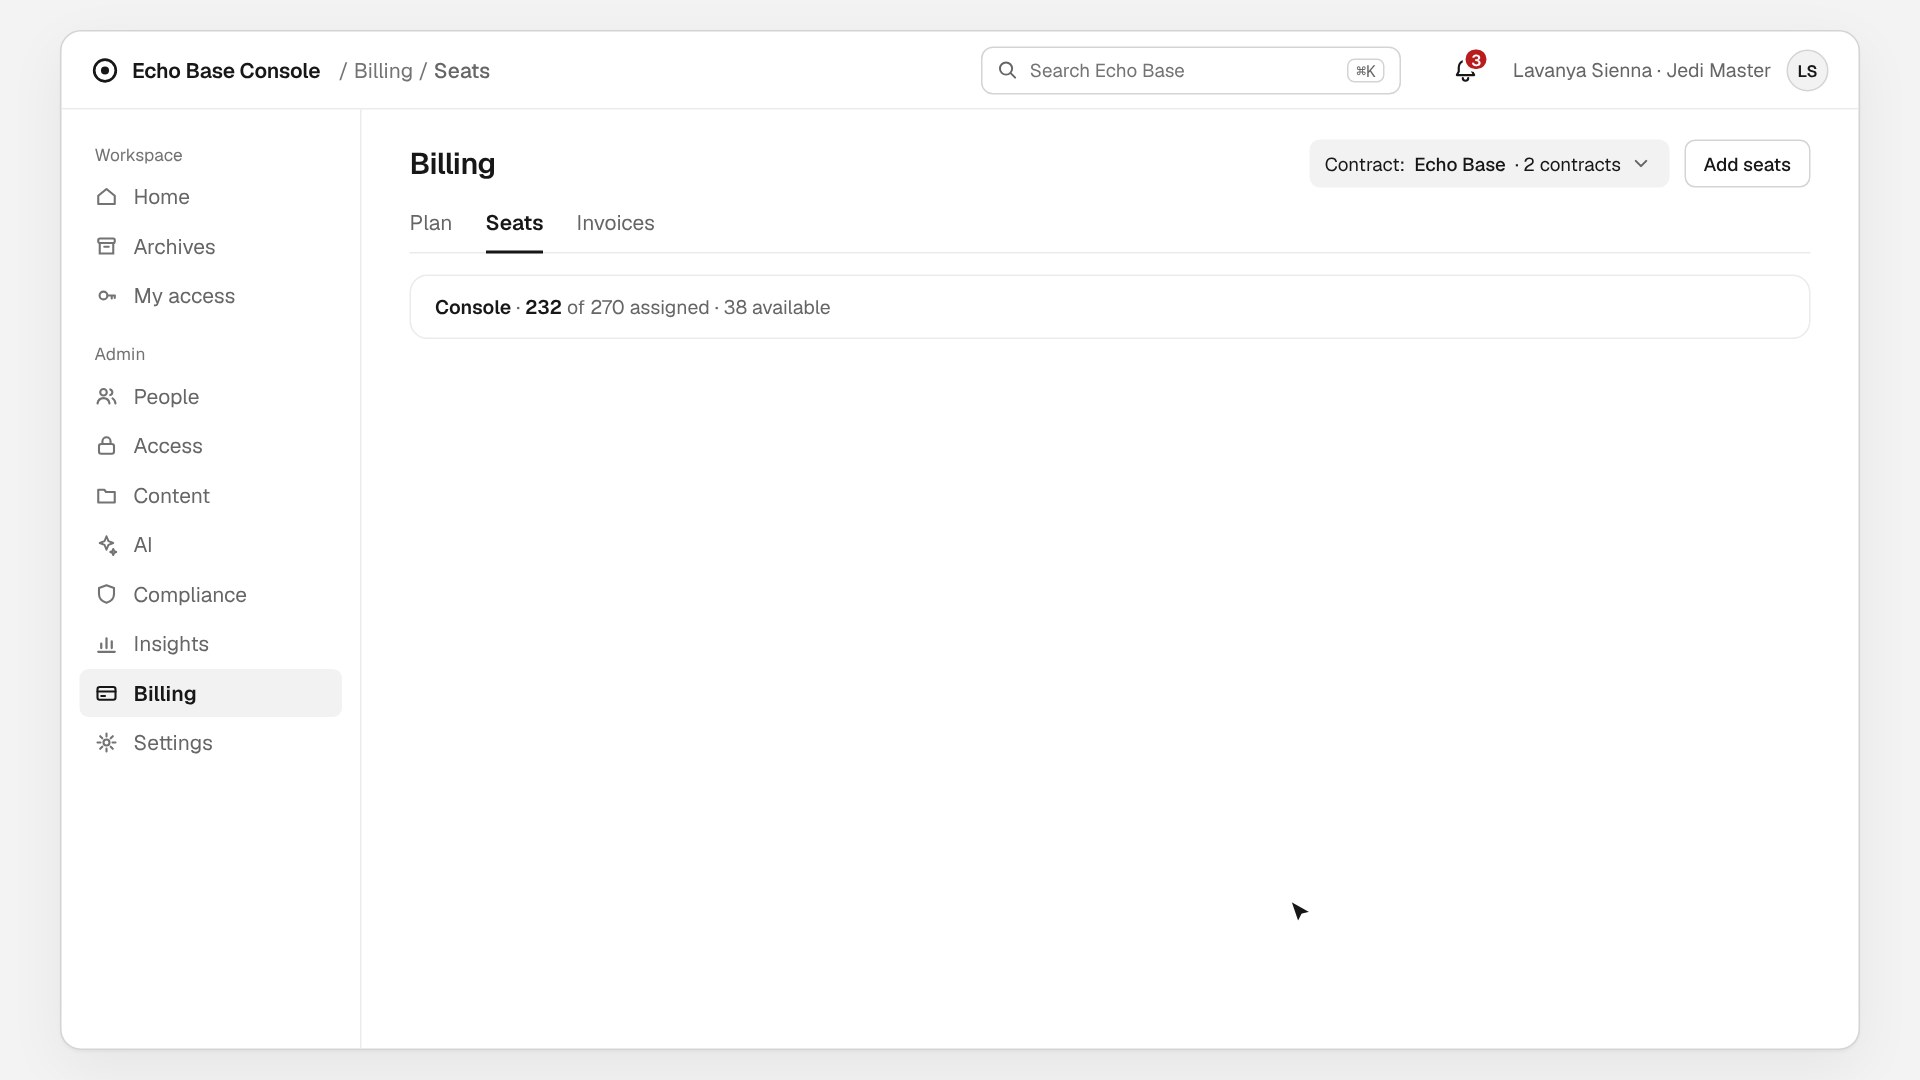 Echo Base Console / Billing / Seats
Search Echo Base ⌘K
3
Lavanya Sienna · Jedi Master LS
Workspace
Home
Archives
My access
Admin
People
Access
Content
AI
Compliance
Insights
Billing
Settings
Billing
Contract: Echo Base · 2 contracts
Add seats
Plan Seats Invoices
Console · 232 of 270 assigned · 38 available